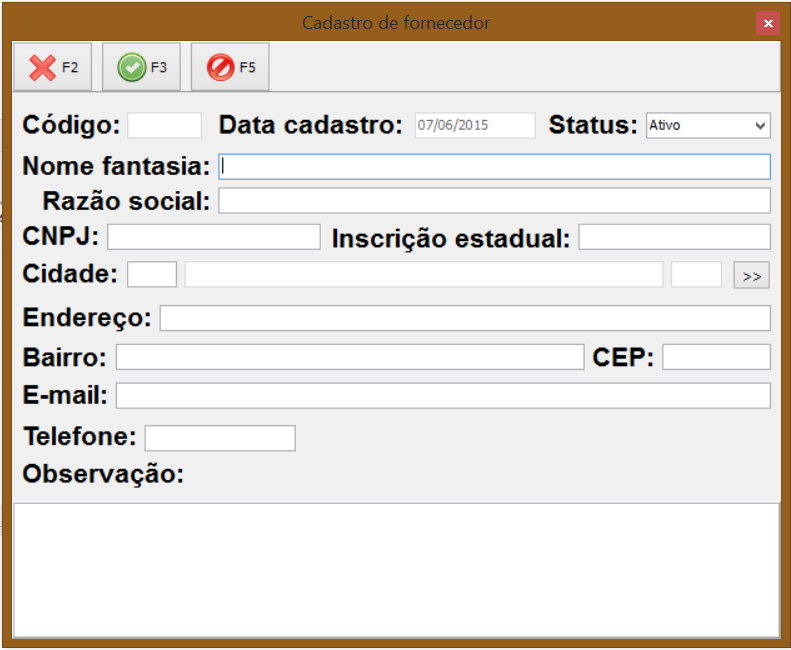 Cadastro de fornecedor
F2 F3 F5
Código: Data cadastro: 07/06/2015 Status: Ativo
Nome fantasia:
Razão social:
CNPJ: Inscrição estadual:
Cidade: >>
Endereço:
Bairro: CEP:
E-mail:
Telefone:
Observação: